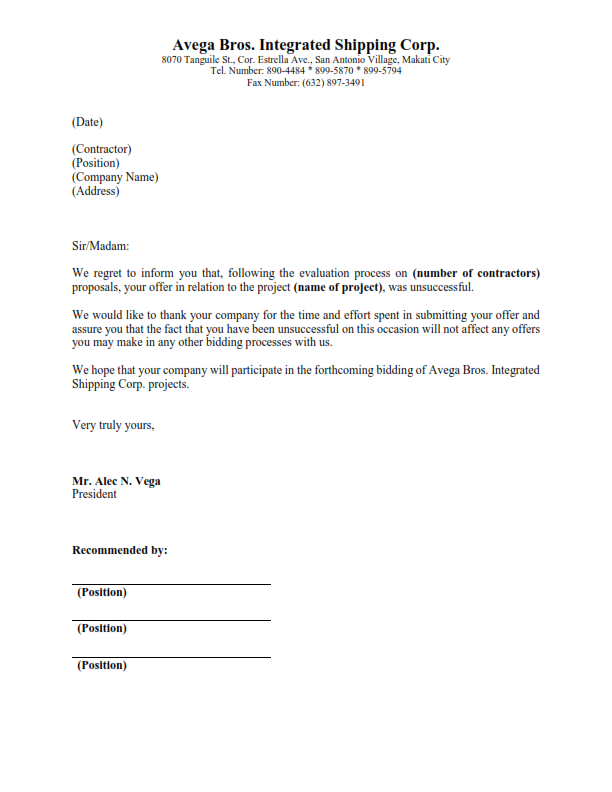 Avega Bros. Integrated Shipping Corp.
8070 Tanguile St., Cor. Estrella Ave., San Antonio Village, Makati City
Tel. Number: 890-4484 * 899-5870 * 899-5794
Fax Number: (632) 897-3491
(Date)
(Contractor)
(Position)
(Company Name)
(Address)
Sir/Madam:
We regret to inform you that, following the evaluation process on (number of contractors)
proposals, your offer in relation to the project (name of project), was unsuccessful.
We would like to thank your company for the time and effort spent in submitting your offer and
assure you that the fact that you have been unsuccessful on this occasion will not affect any offers
you may make in any other bidding processes with us.
We hope that your company will participate in the forthcoming bidding of Avega Bros. Integrated
Shipping Corp. projects.
Very truly yours,
Mr. Alec N. Vega
President
Recommended by:
(Position)
(Position)
(Position)